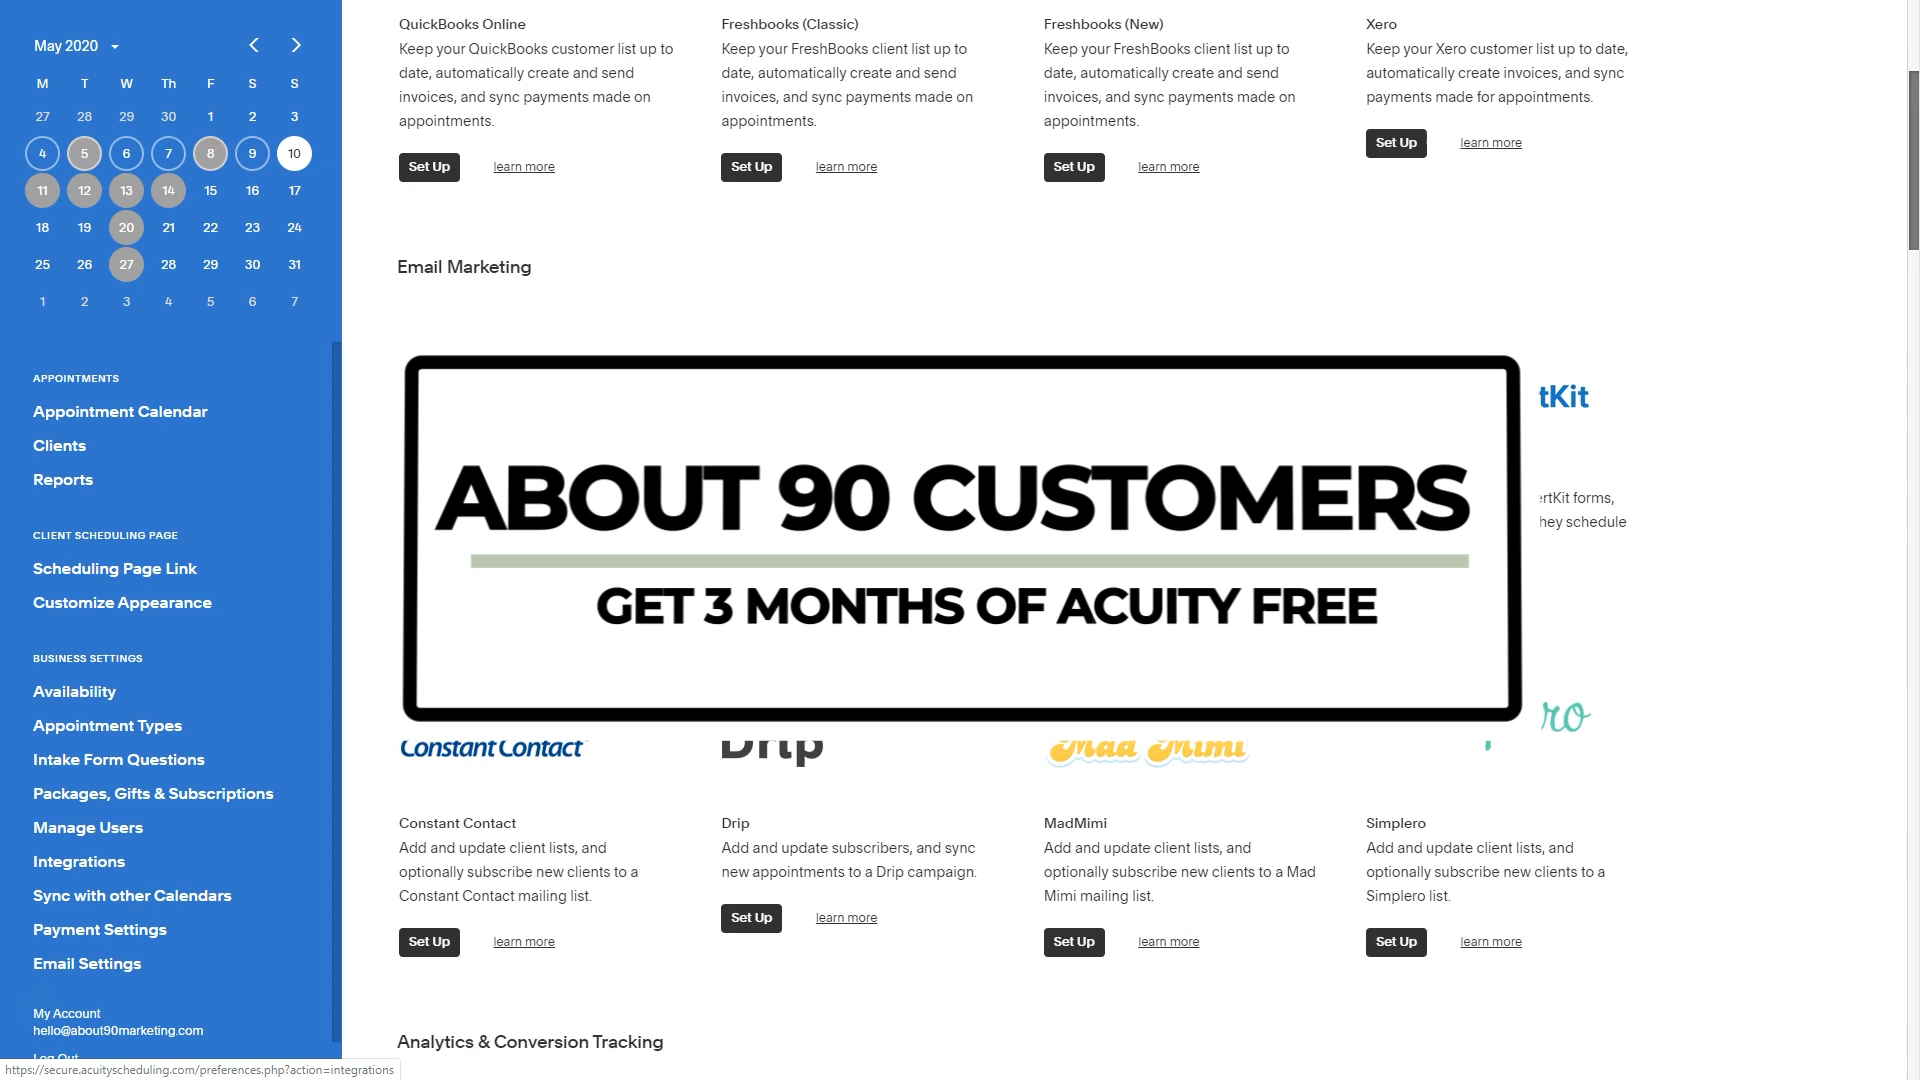 May 2020
M T W Th F S S
27 28 29 30 1 2 3
4 5 6 7 8 9 10
11 12 13 14 15 16 17
18 19 20 21 22 23 24
25 26 27 28 29 30 31
1 2 3 4 5 6 7
APPOINTMENTS
Appointment Calendar
Clients
Reports
CLIENT SCHEDULING PAGE
Scheduling Page Link
Customize Appearance
BUSINESS SETTINGS
Availability
Appointment Types
Intake Form Questions
Packages, Gifts & Subscriptions
Manage Users
Integrations
Sync with other Calendars
Payment Settings
Email Settings
My Account
hello@about90marketing.com
Log Out
https://secure.acuityscheduling.com/preferences.php?action=integrations
QuickBooks Online
Keep your QuickBooks customer list up to
date, automatically create and send
invoices, and sync payments made on
appointments.
Set Up learn more
Freshbooks (Classic)
Keep your FreshBooks client list up to
date, automatically create and send
invoices, and sync payments made on
appointments.
Set Up learn more
Freshbooks (New)
Keep your FreshBooks client list up to
date, automatically create and send
invoices, and sync payments made on
appointments.
Set Up learn more
Xero
Keep your Xero customer list up to date,
automatically create invoices, and sync
payments made for appointments.
Set Up learn more
Email Marketing
ABOUT 90 CUSTOMERS
GET 3 MONTHS OF ACUITY FREE
tKit
rtKit forms,
hey schedule
ro
Constant Contact
Drip
Mad Mimi
Constant Contact
Add and update client lists, and
optionally subscribe new clients to a
Constant Contact mailing list.
Set Up learn more
Drip
Add and update subscribers, and sync
new appointments to a Drip campaign.
Set Up learn more
MadMimi
Add and update client lists, and
optionally subscribe new clients to a Mad
Mimi mailing list.
Set Up learn more
Simplero
Add and update client lists, and
optionally subscribe new clients to a
Simplero list.
Set Up learn more
Analytics & Conversion Tracking